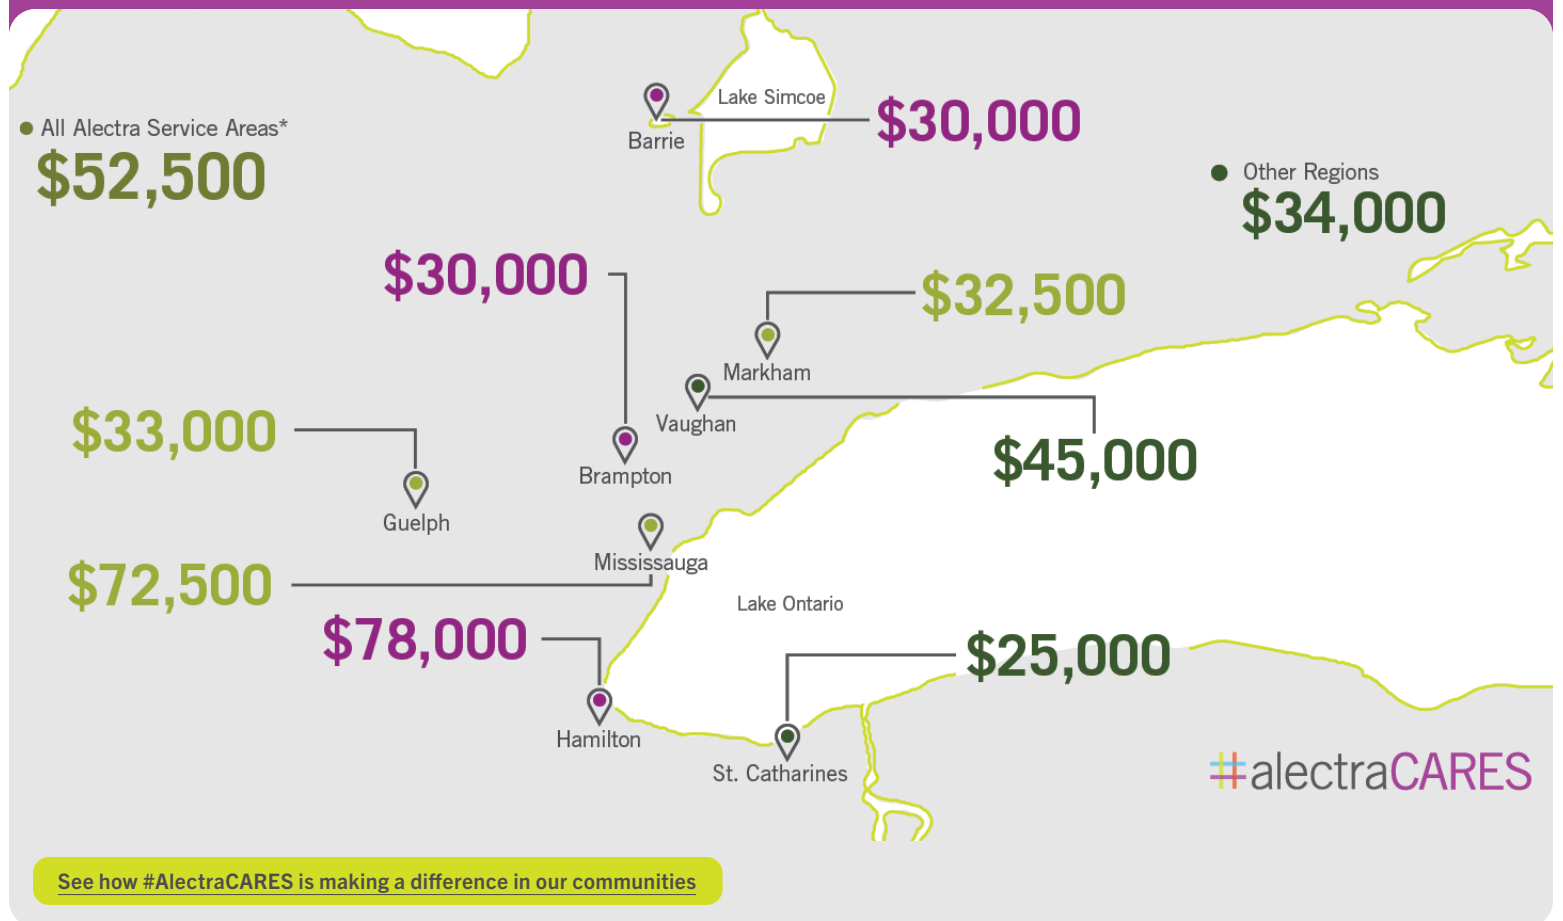 Lake Simcoe
All Alectra Service Areas*
$52,500
Barrie
$30,000
Other Regions
$34,000
$30,000
$32,500
Markham
Vaughan
$45,000
$33,000
Brampton
Guelph
Mississauga
$72,500
Lake Ontario
$78,000
$25,000
Hamilton
St. Catharines
#alectraCARES
See how #AlectraCARES is making a difference in our communities